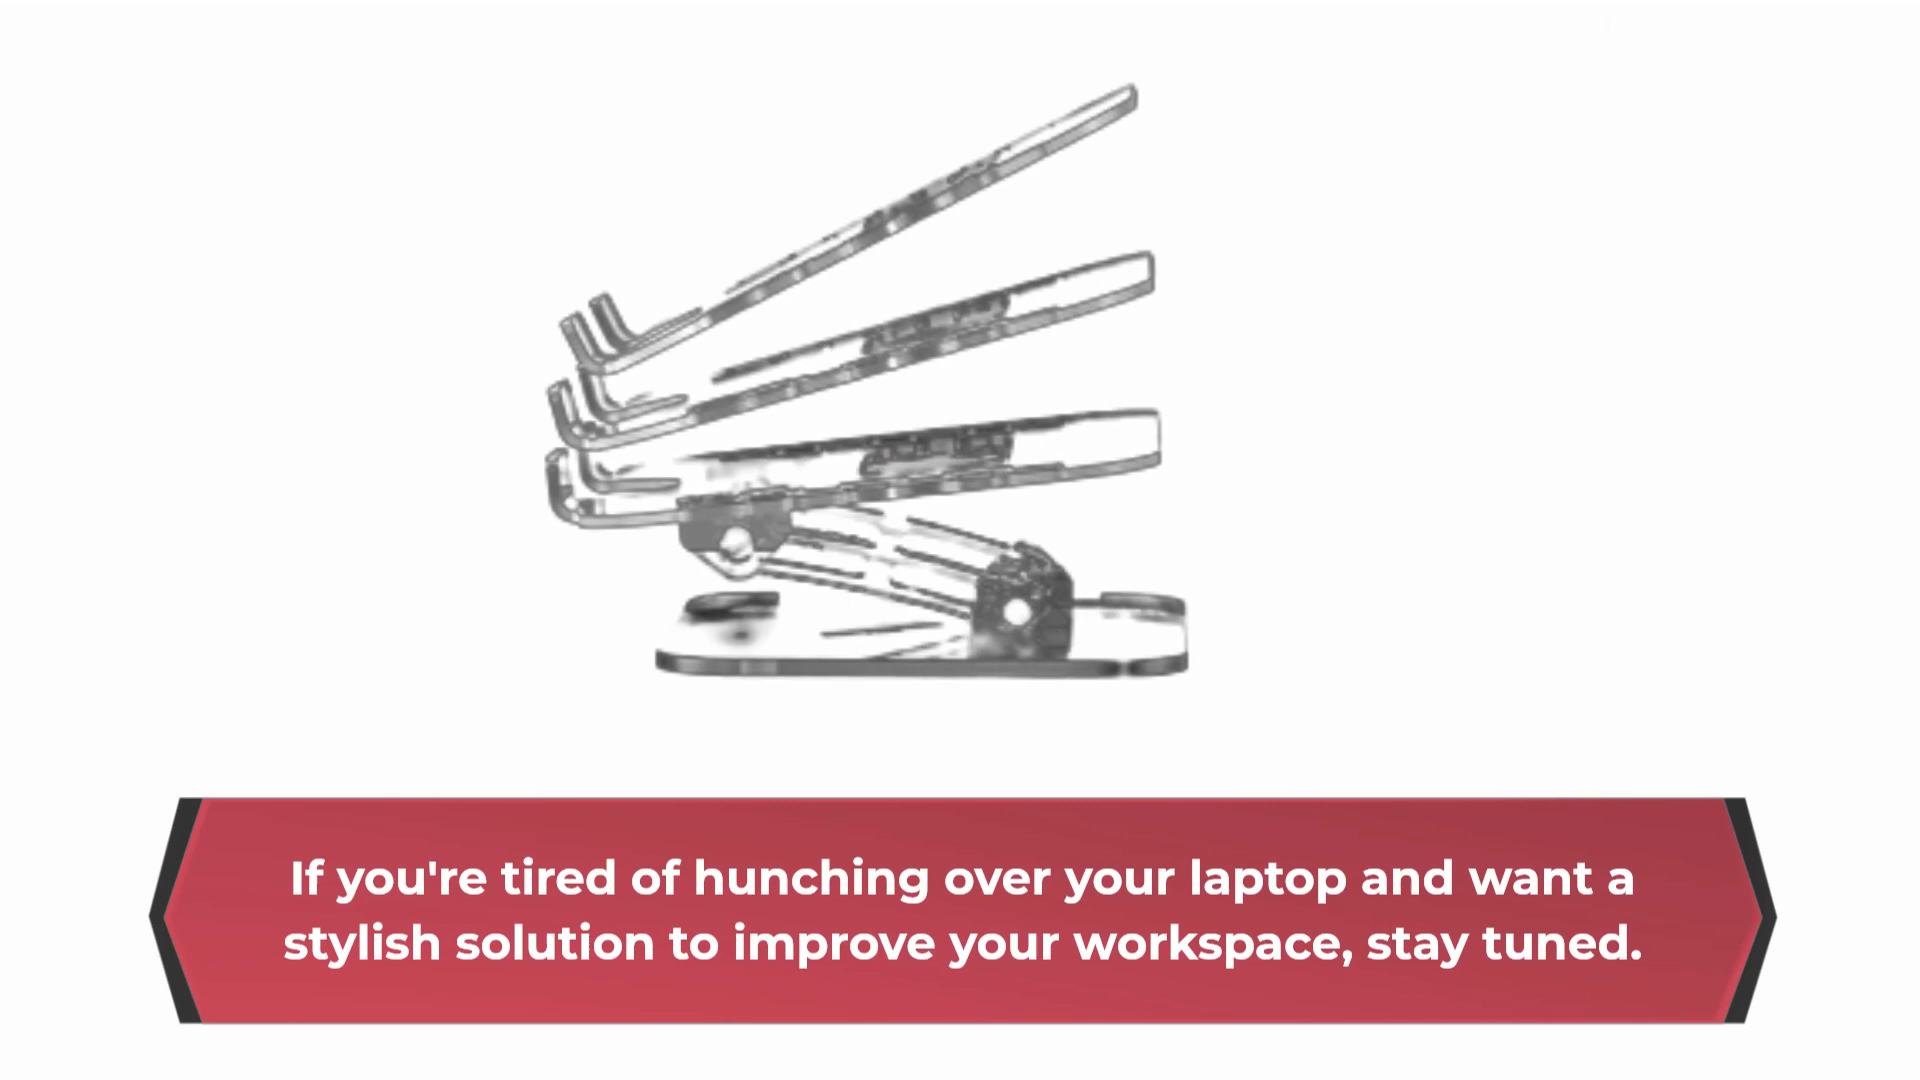 If you're tired of hunching over your laptop and want a
stylish solution to improve your workspace, stay tuned.